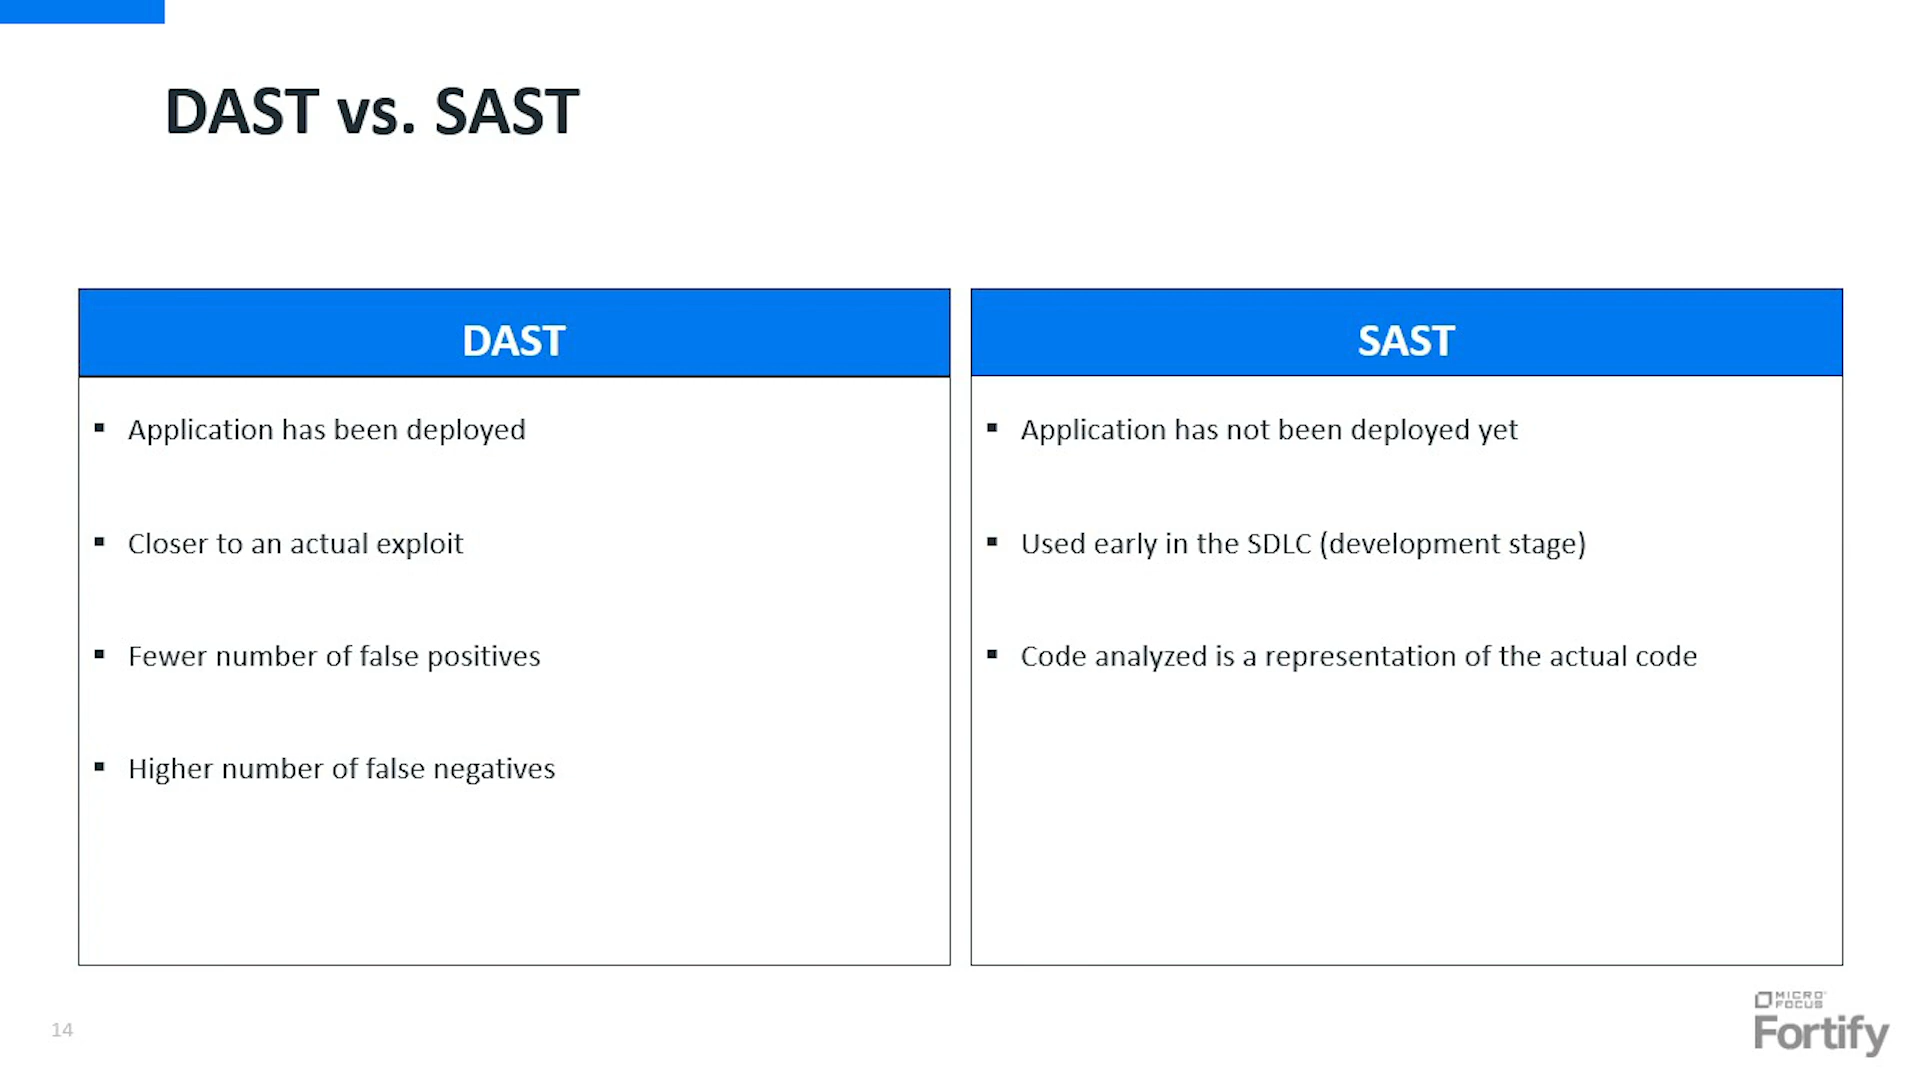 DAST vs. SAST
DAST
▪ Application has been deployed
▪ Closer to an actual exploit
▪ Fewer number of false positives
▪ Higher number of false negatives
SAST
▪ Application has not been deployed yet
▪ Used early in the SDLC (development stage)
▪ Code analyzed is a representation of the actual code
14
MICRO
FOCUS
Fortify